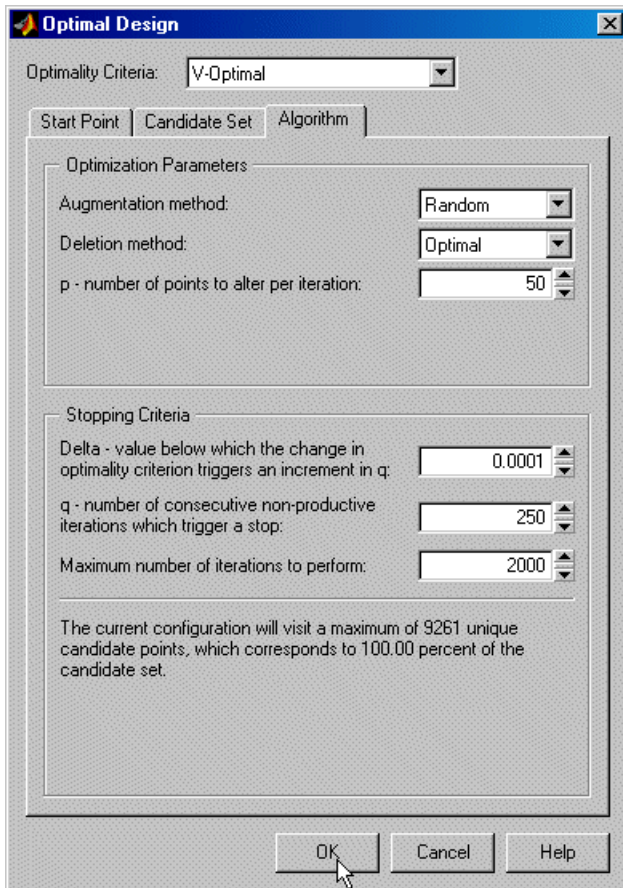 Optimal Design
Optimality Criteria: V-Optimal
Start Point Candidate Set Algorithm
Optimization Parameters
Augmentation method: Random
Deletion method: Optimal
p - number of points to alter per iteration: 50
Stopping Criteria
Delta - value below which the change in
optimality criterion triggers an increment in q: 0.0001
q - number of consecutive non-productive
iterations which trigger a stop: 250
Maximum number of iterations to perform: 2000
The current configuration will visit a maximum of 9261 unique
candidate points, which corresponds to 100.00 percent of the
candidate set.
OK Cancel Help